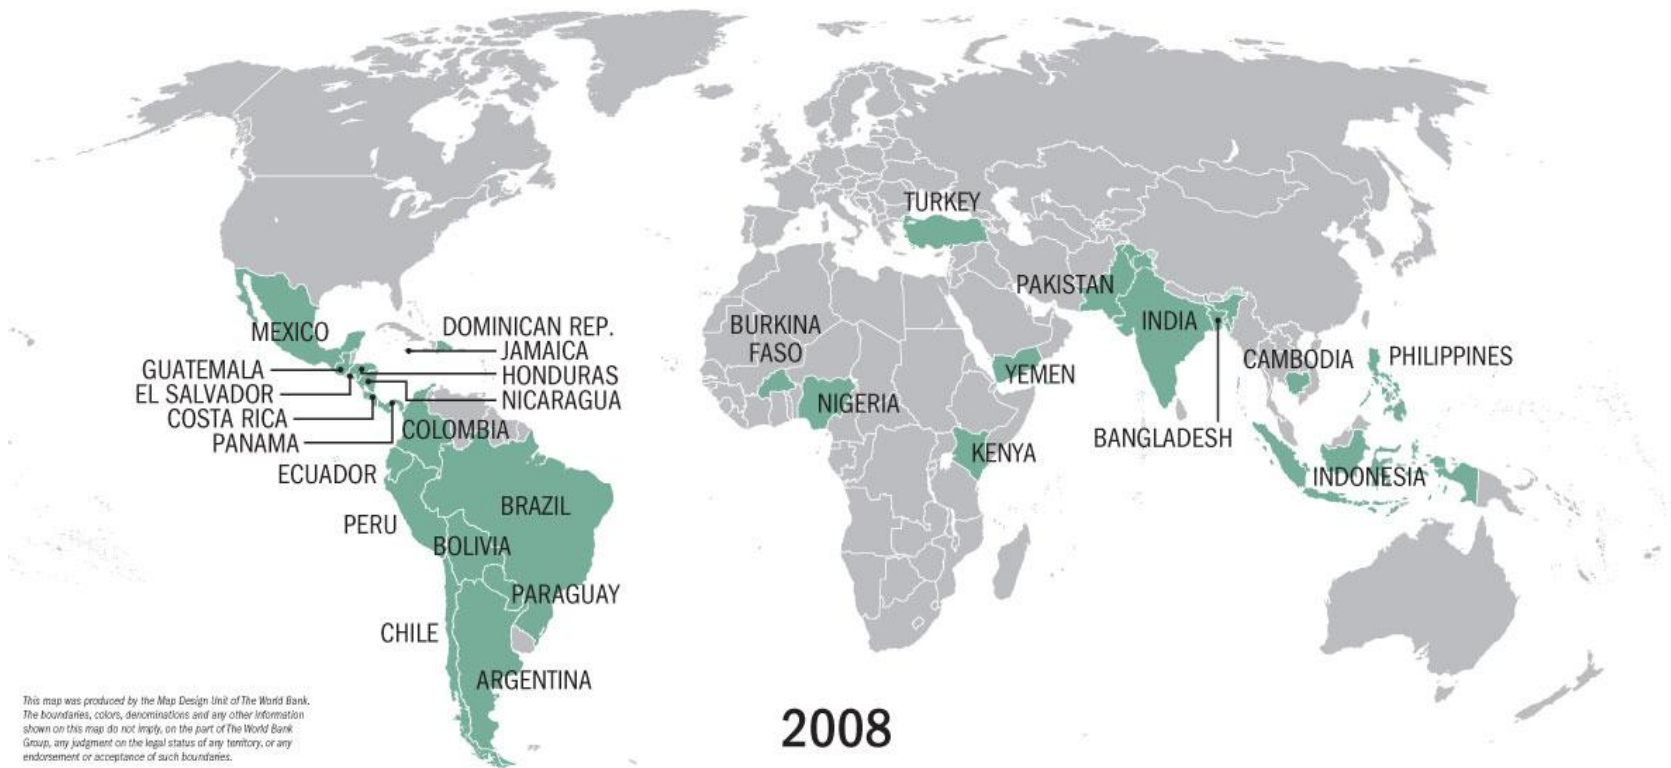 TURKEY
PAKISTAN
MEXICO
DOMINICAN REP.
JAMAICA
GUATEMALA
HONDURAS
EL SALVADOR
NICARAGUA
COSTA RICA
PANAMA
COLOMBIA
ECUADOR
PERU
BRAZIL
BOLIVIA
PARAGUAY
CHILE
ARGENTINA
BURKINA
FASO
NIGERIA
YEMEN
KENYA
INDIA
BANGLADESH
CAMBODIA
PHILIPPINES
INDONESIA
This map was produced by the Map Design Unit of The World Bank.
The boundaries, colors, denominations and any other information
shown on this map do not imply, on the part of The World Bank
Group, any judgment on the legal status of any territory, or any
endorsement or acceptance of such boundaries.
2008